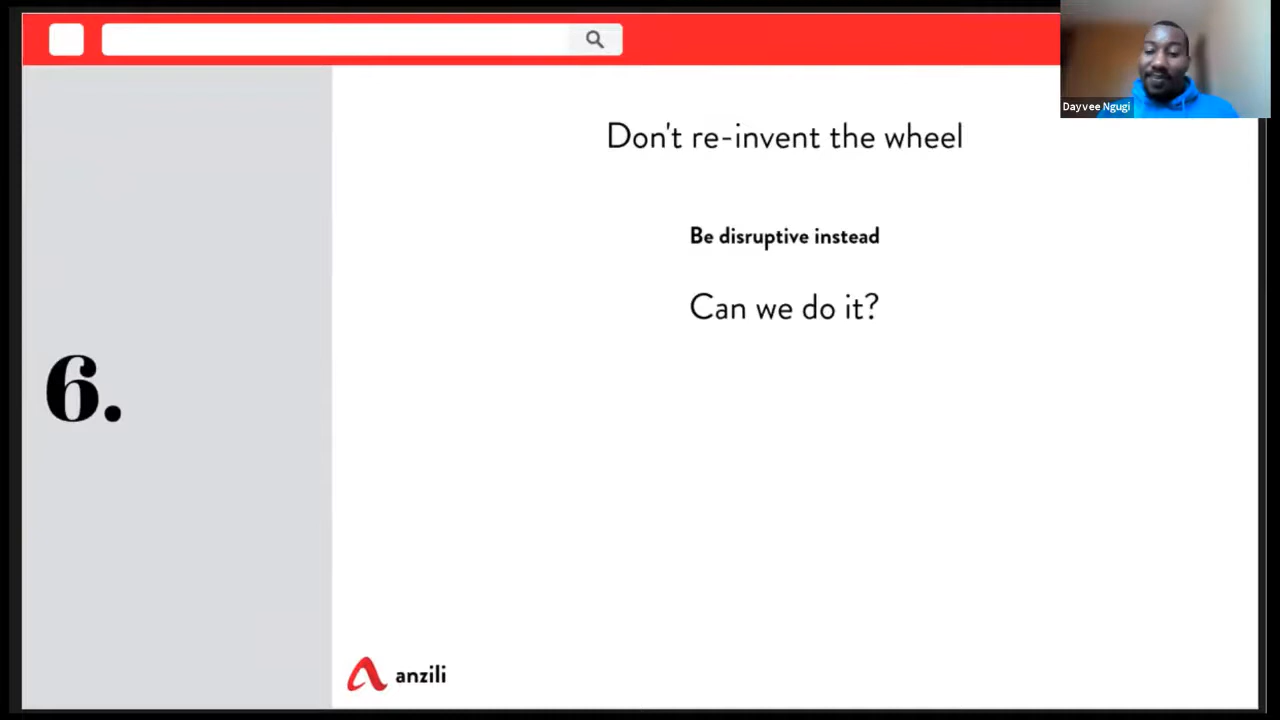 Dayvee Ngugi
Don't re-invent the wheel
Be disruptive instead
Can we do it?
6.
anzili